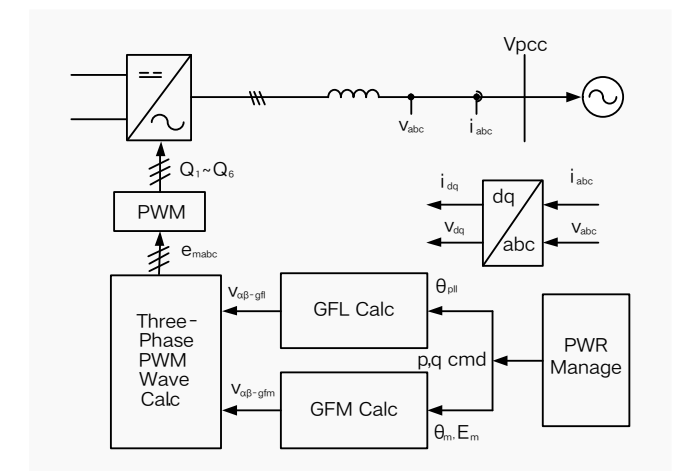 Vpcc
vabc
iabc
Q1~Q6
PWM
emabc
idq
iabc
dq
vdq
vabc
abc
Three-
Phase
PWM
Wave
Calc
vαβ-gfl
GFL Calc
θpll
p,q cmd
PWR
Manage
vαβ-gfm
GFM Calc
θm.Em